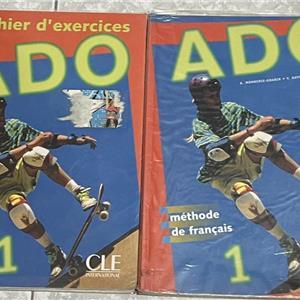 hier d'exercices
ADO
1
CLE
INTERNATIONAL
ADO
méthode
de français
1